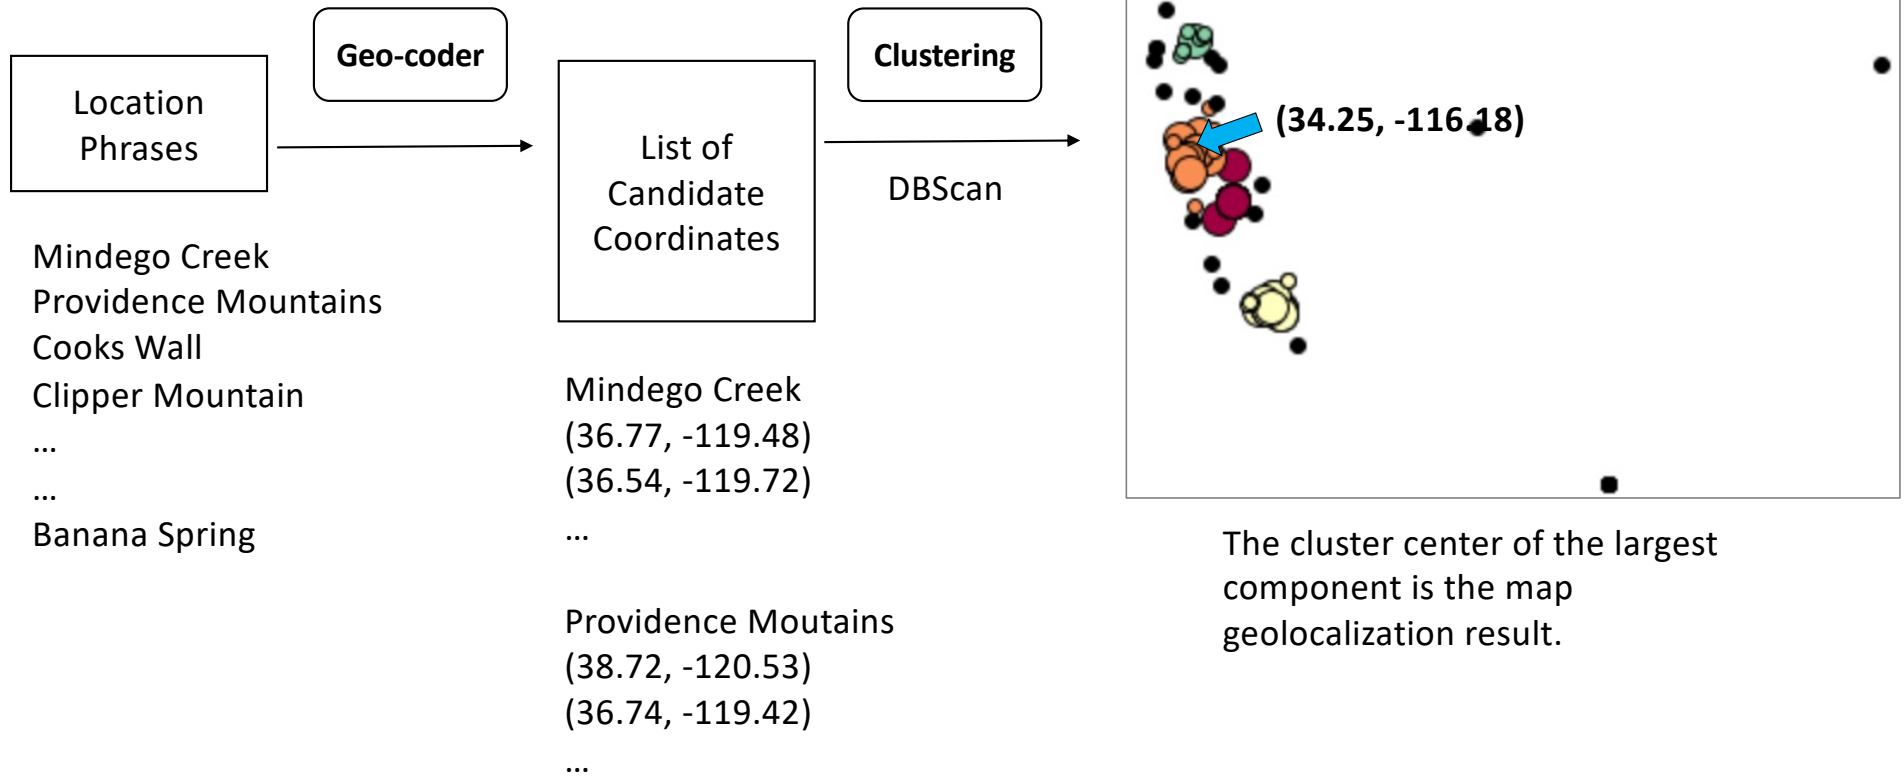 Location
Phrases
Geo-coder
Mindego Creek
Providence Mountains
Cooks Wall
Clipper Mountain
...
...
Banana Spring
List of
Candidate
Coordinates
Mindego Creek
(36.77, -119.48)
(36.54, -119.72)
...
Providence Moutains
(38.72, -120.53)
(36.74, -119.42)
...
Clustering
DBScan
(34.25, -116.18)
The cluster center of the largest
component is the map
geolocalization result.